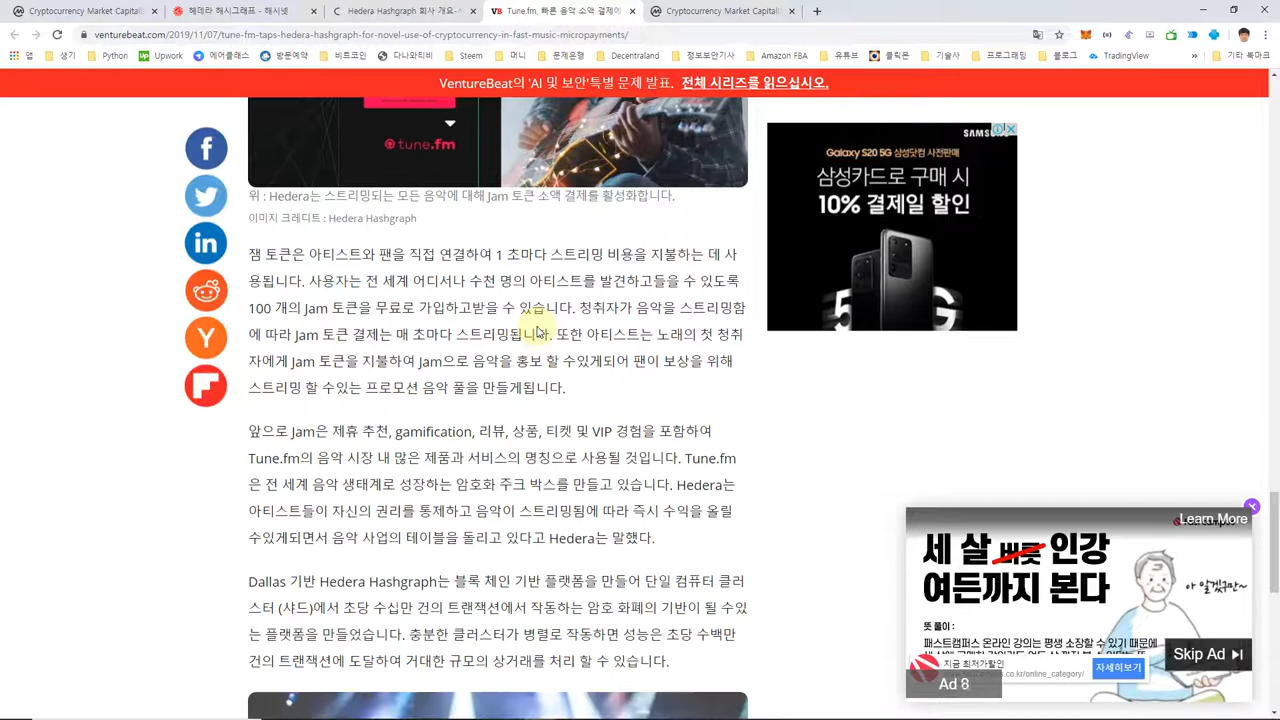 Cryptocurrency Market Capitali
헤데라 해시그래프 - 해시넷
Hedera Hashgraph 회사 개요-
Tune.fm, 빠른 음악 소액 결제에
Cryptocurrency Market Capitali
venturebeat.com/2019/11/07/tune-fm-taps-hedera-hashgraph-for-novel-use-of-cryptocurrency-in-fast-music-micropayments/
앱 생기 Python Upwork 에어클래스 방문예약 비트코인 다나와티비 Steem 머니 문제은행 Decentraland 정보보안기사 Amazon FBA 유튜브 클릭몬 기술사 프로그래밍 블로그 TradingView » 기타 북마크
VentureBeat의 'AI 및 보안'특별 문제 발표. 전체 시리즈를 읽으십시오.
tune.fm
위 : Hedera는 스트리밍되는 모든 음악에 대해 Jam 토큰 소액 결제를 활성화합니다.
이미지 크레디트 : Hedera Hashgraph
잼 토큰은 아티스트와 팬을 직접 연결하여 1 초마다 스트리밍 비용을 지불하는 데 사
용됩니다. 사용자는 전 세계 어디서나 수천 명의 아티스트를 발견하고들을 수 있도록
100 개의 Jam 토큰을 무료로 가입하고받을 수 있습니다. 청취자가 음악을 스트리밍함
에 따라 Jam 토큰 결제는 매 초마다 스트리밍됩니다. 또한 아티스트는 노래의 첫 청취
자에게 Jam 토큰을 지불하여 Jam으로 음악을 홍보 할 수있게되어 팬이 보상을 위해
스트리밍 할 수있는 프로모션 음악 풀을 만들게됩니다.
앞으로 Jam은 제휴 추천, gamification, 리뷰, 상품, 티켓 및 VIP 경험을 포함하여
Tune.fm의 음악 시장 내 많은 제품과 서비스의 명칭으로 사용될 것입니다. Tune.fm
은 전 세계 음악 생태계로 성장하는 암호화 주크 박스를 만들고 있습니다. Hedera는
아티스트들이 자신의 권리를 통제하고 음악이 스트리밍됨에 따라 즉시 수익을 올릴
수있게되면서 음악 사업의 테이블을 돌리고 있다고 Hedera는 말했다.
Dallas 기반 Hedera Hashgraph는 블록 체인 기반 플랫폼을 만들어 단일 컴퓨터 클러
스터 (샤드)에서 초당 수십만 건의 트랜잭션에서 작동하는 암호 화폐의 기반이 될 수있
는 플랫폼을 만들었습니다. 충분한 클러스터가 병렬로 작동하면 성능은 초당 수백만
건의 트랜잭션에 도달하여 거대한 규모의 상거래를 처리 할 수 있습니다.
SAMSUNG
Galaxy S20 5G 삼성닷컴 사전판매
삼성카드로 구매 시
10% 결제일 할인
5G
Learn More
세 살 버릇 인강
여든까지 본다
아 알겠구만~
뜻 풀이 :
패스트캠퍼스 온라인 강의는 평생 소장할 수 있기 때문에
지금 최저가할인
자세히보기
Skip Ad
Ad 8